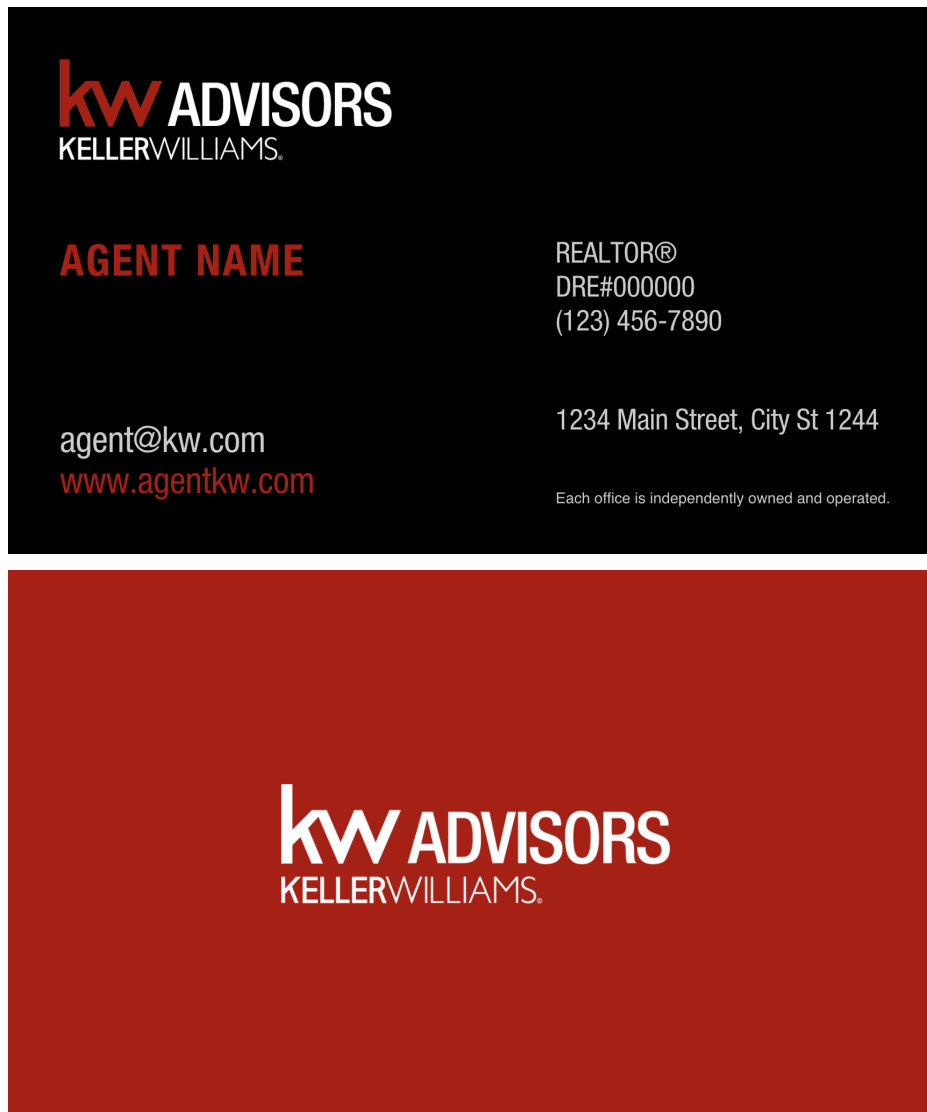 kw ADVISORS
KELLERWILLIAMS®
AGENT NAME
REALTOR®
DRE#000000
(123) 456-7890
agent@kw.com
www.agentkw.com
1234 Main Street, City St 1244
Each office is independently owned and operated.
kw ADVISORS
KELLERWILLIAMS®